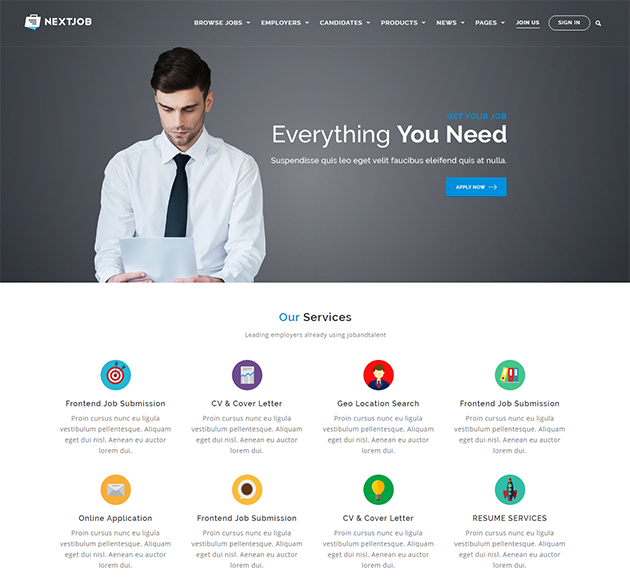 NEXTJOB
BROWSE JOBS EMPLOYERS CANDIDATES PRODUCTS NEWS PAGES JOIN US SIGN IN
GET YOUR JOB
Everything You Need
Suspendisse quis leo eget velit faucibus eleifend quis at nulla.
APPLY NOW
Our Services
Leading employers already using jobandtalent
Frontend Job Submission
Proin cursus nunc eu ligula
vestibulum pellentesque. Aliquam
eget dui nisl. Aenean eu auctor
lorem dui.
CV & Cover Letter
Proin cursus nunc eu ligula
vestibulum pellentesque. Aliquam
eget dui nisl. Aenean eu auctor
lorem dui.
Geo Location Search
Proin cursus nunc eu ligula
vestibulum pellentesque. Aliquam
eget dui nisl. Aenean eu auctor
lorem dui.
Frontend Job Submission
Proin cursus nunc eu ligula
vestibulum pellentesque. Aliquam
eget dui nisl. Aenean eu auctor
lorem dui.
Online Application
Proin cursus nunc eu ligula
vestibulum pellentesque. Aliquam
eget dui nisl. Aenean eu auctor
Frontend Job Submission
Proin cursus nunc eu ligula
vestibulum pellentesque. Aliquam
eget dui nisl. Aenean eu auctor
CV & Cover Letter
Proin cursus nunc eu ligula
vestibulum pellentesque. Aliquam
eget dui nisl. Aenean eu auctor
RESUME SERVICES
Proin cursus nunc eu ligula
vestibulum pellentesque. Aliquam
eget dui nisl. Aenean eu auctor